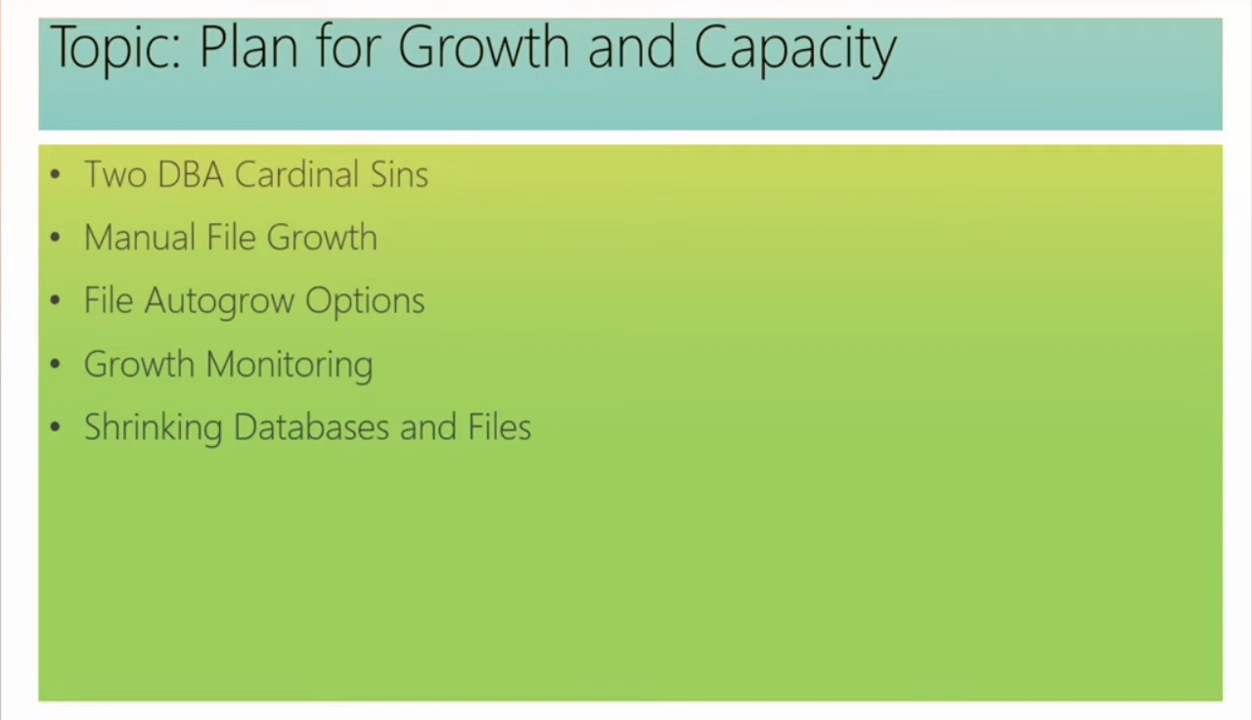 Topic: Plan for Growth and Capacity
• Two DBA Cardinal Sins
• Manual File Growth
• File Autogrow Options
• Growth Monitoring
• Shrinking Databases and Files